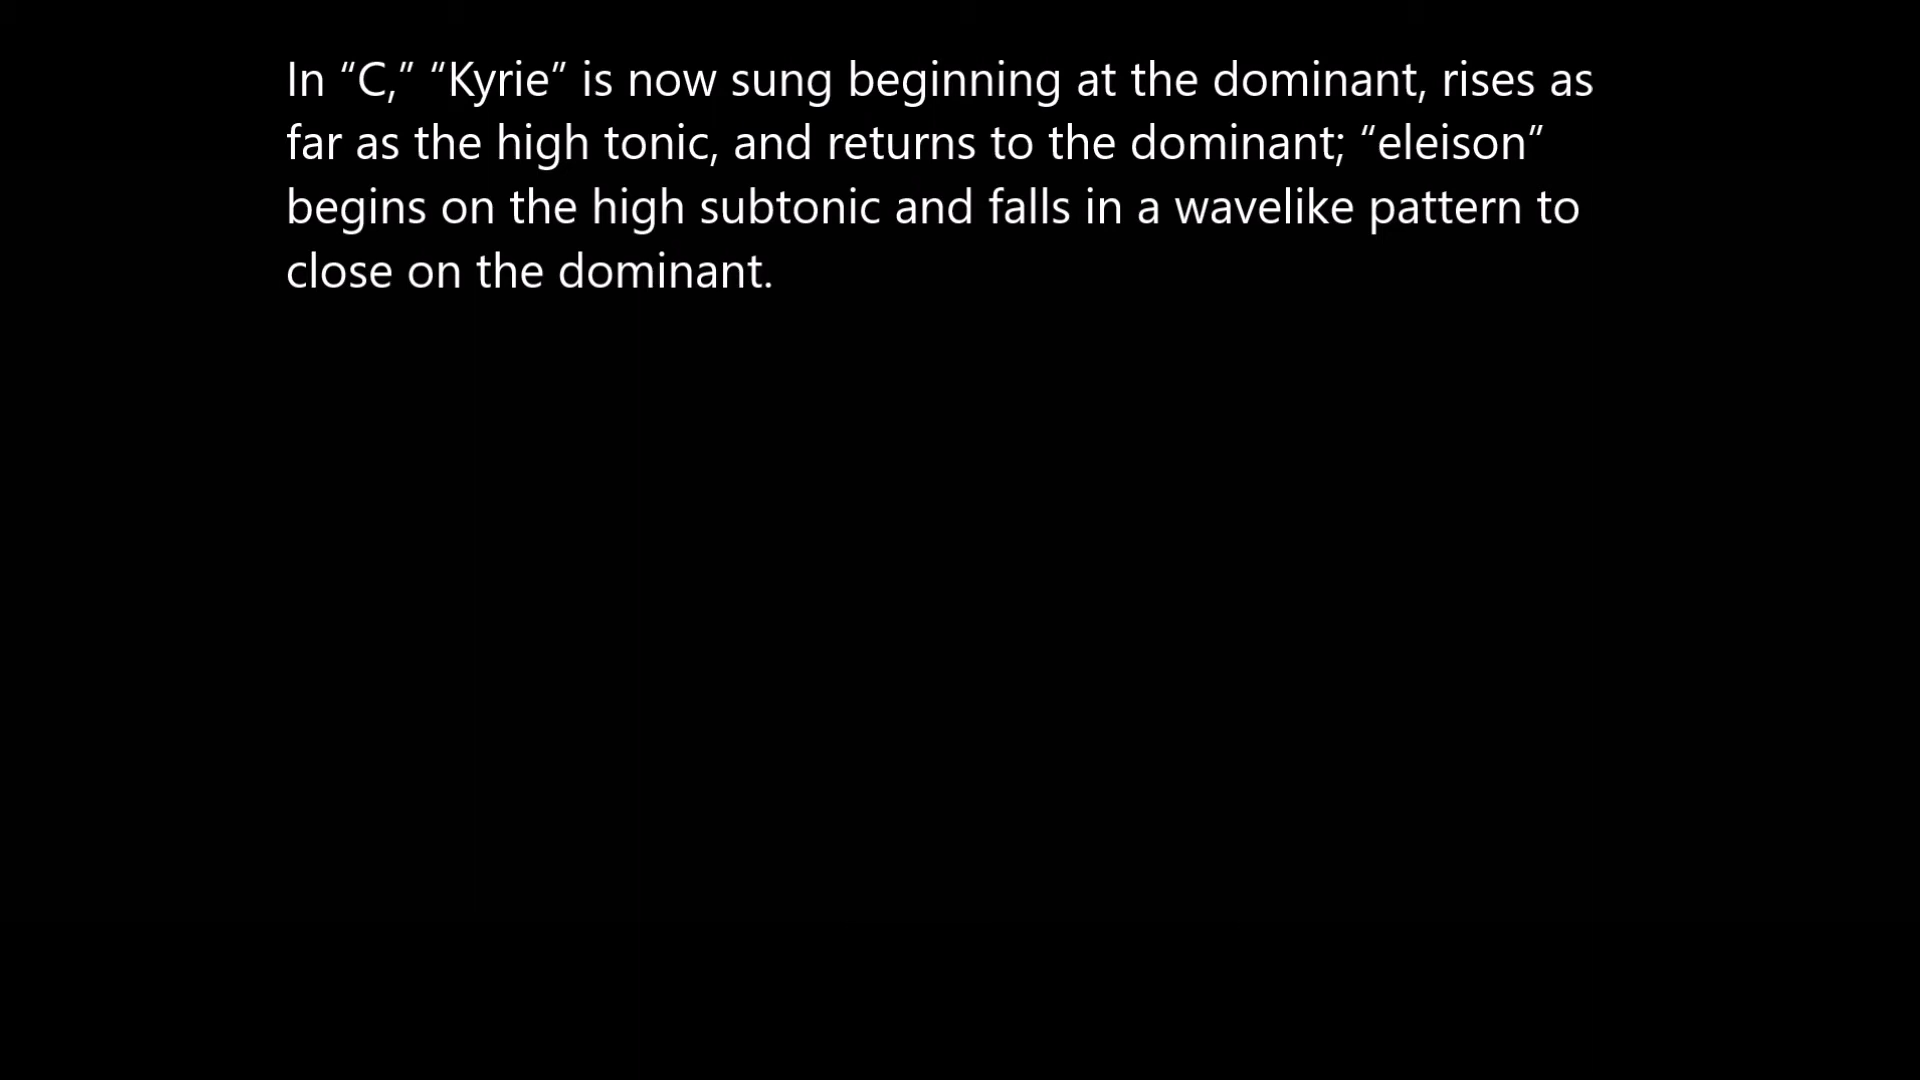 In “C,” “Kyrie” is now sung beginning at the dominant, rises as
far as the high tonic, and returns to the dominant; “eleison”
begins on the high subtonic and falls in a wavelike pattern to
close on the dominant.